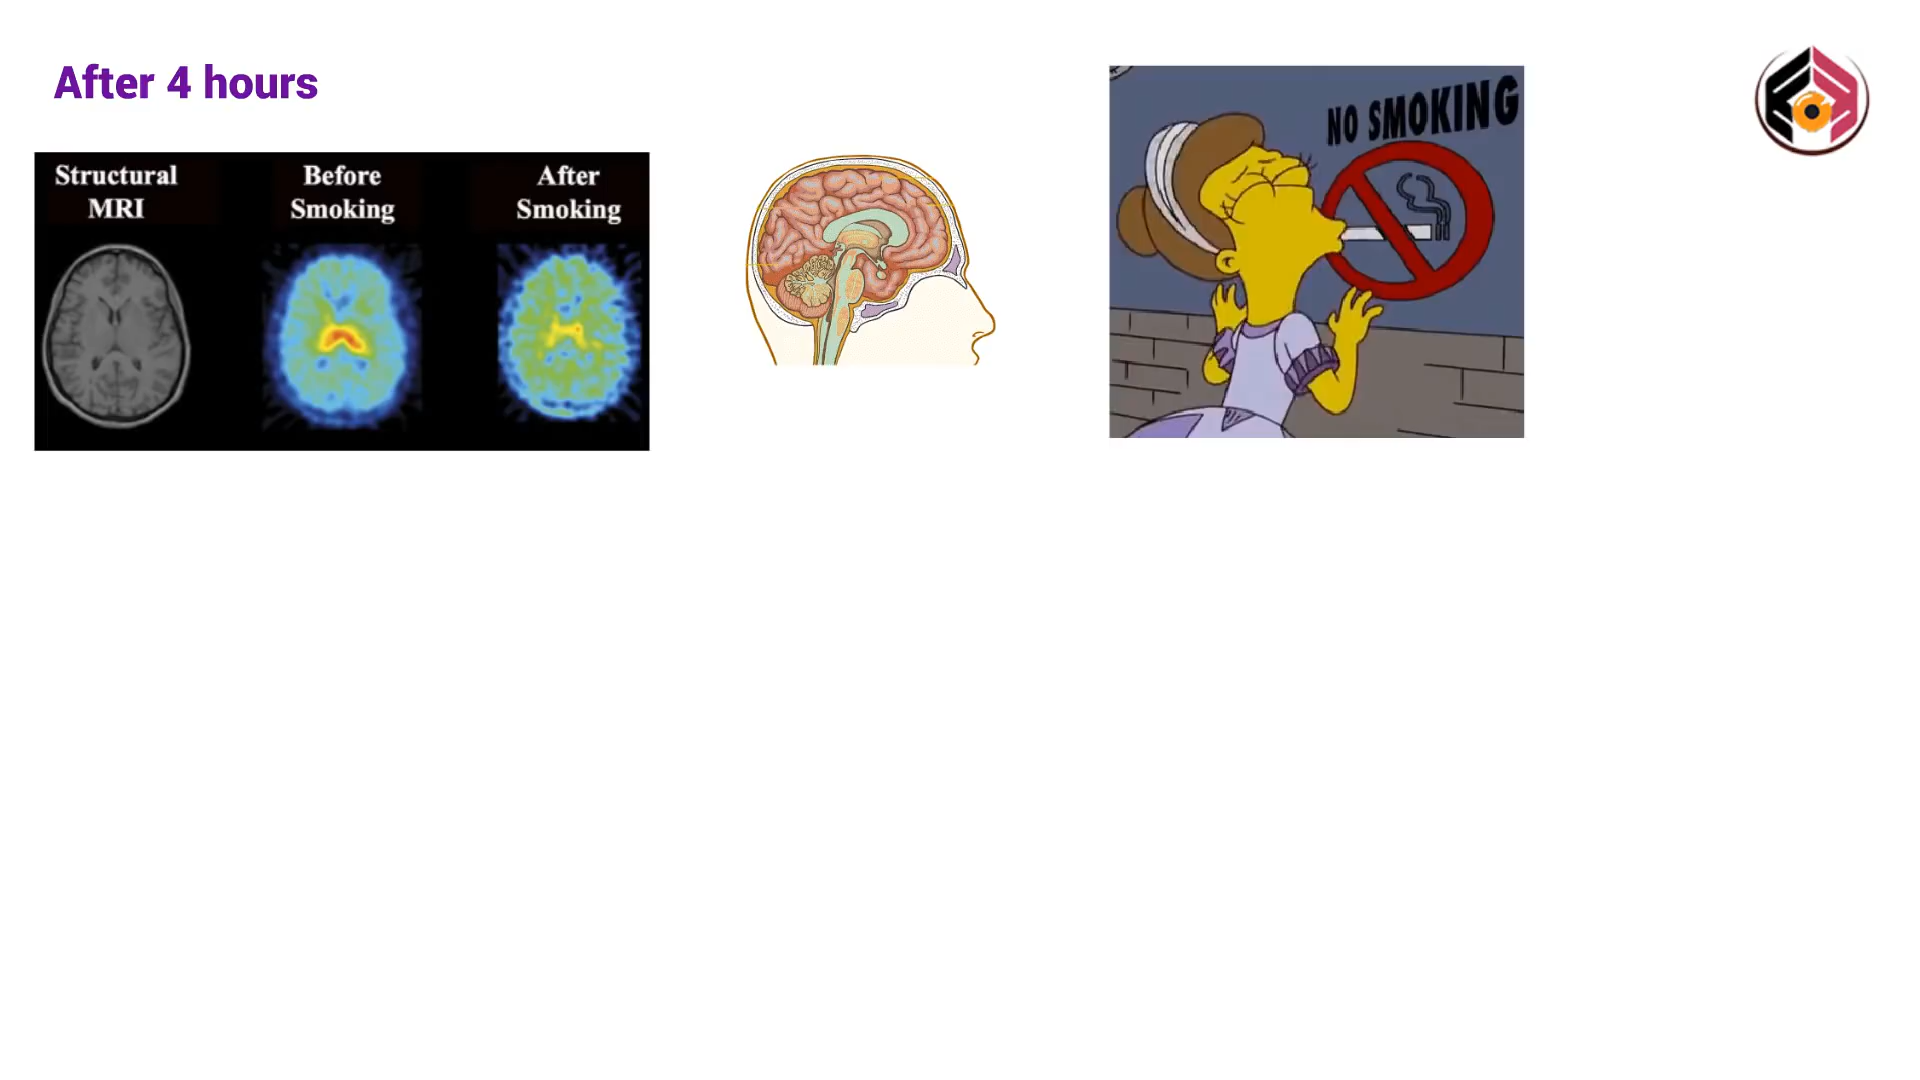 After 4 hours
Structural
MRI
Before
Smoking
After
Smoking
NO SMOKING